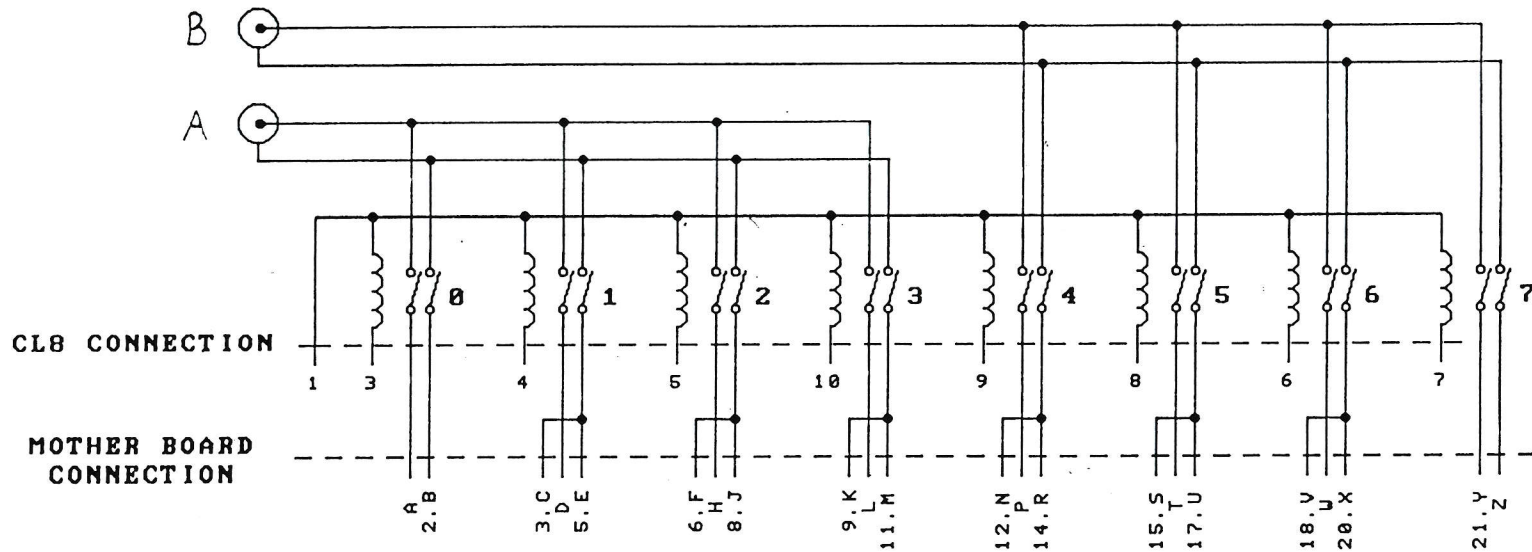 B
A
0 1 2 3 4 5 6 7
CL8 CONNECTION
1 3 4 5 10 9 8 6 7
MOTHER BOARD
CONNECTION
A
2.B
3.C
D
5.E
6.F
H
8.J
9.K
L
11.M
12.N
P
14.R
15.S
T
17.U
18.V
W
20.X
21.Y
Z